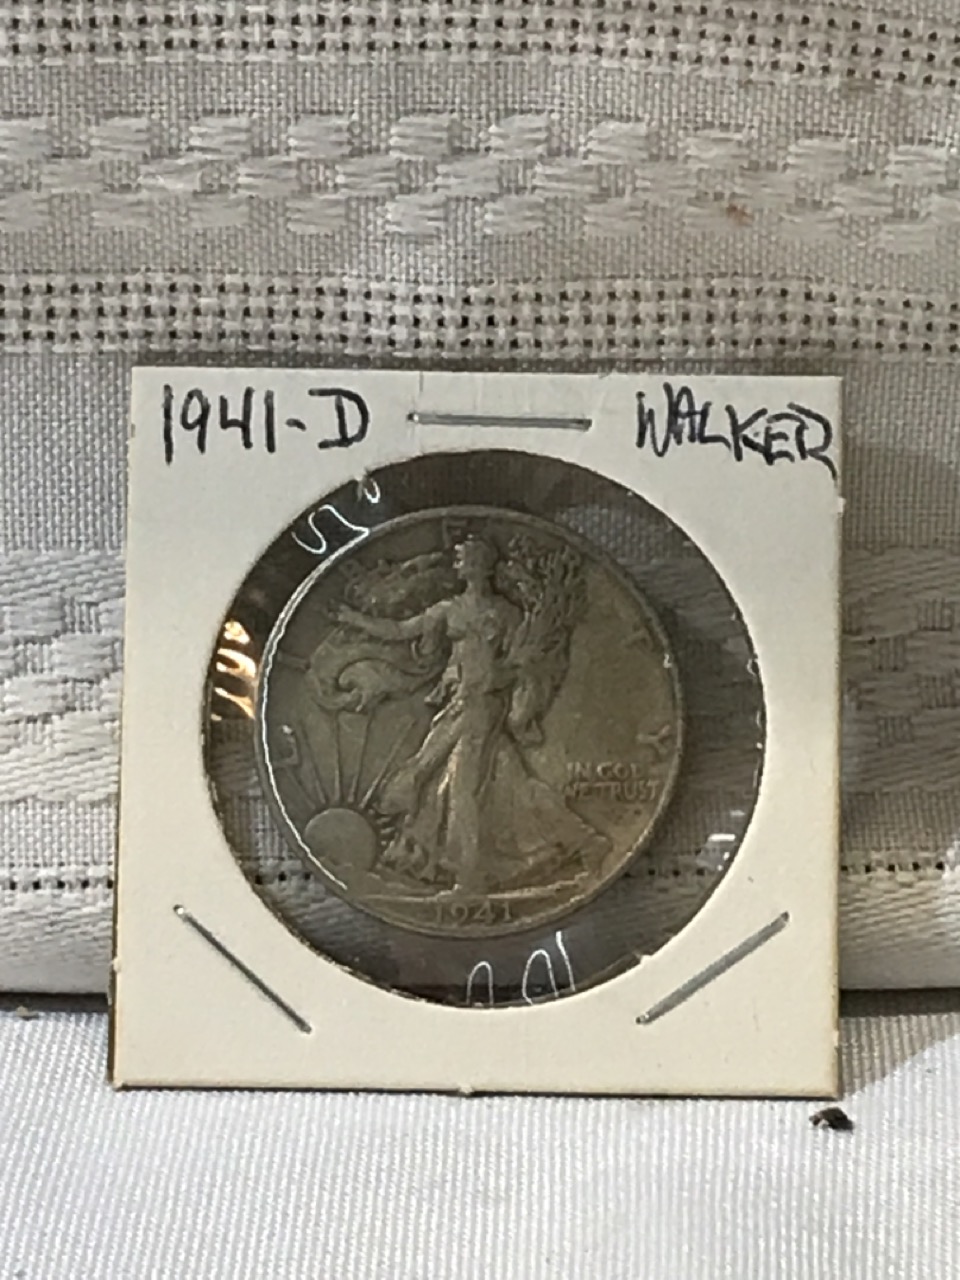 1941-D WALKER
L T Y
IN GOD
WE TRUST
1941